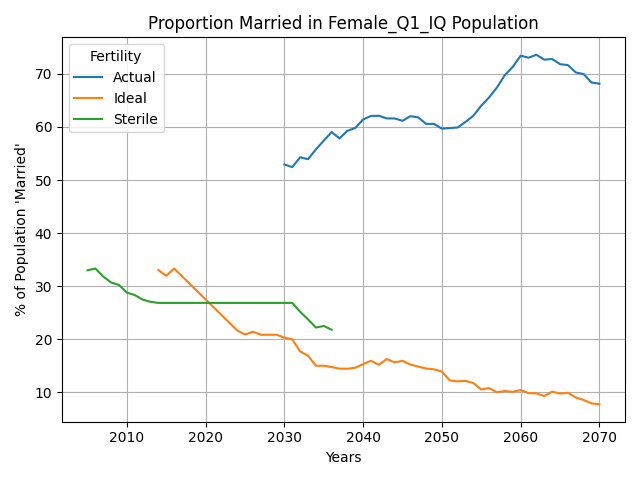 Proportion Married in Female_Q1_IQ Population
Fertility
Actual
Ideal
Sterile
% of Population 'Married'
70
60
50
40
30
20
10
2010 2020 2030 2040 2050 2060 2070
Years